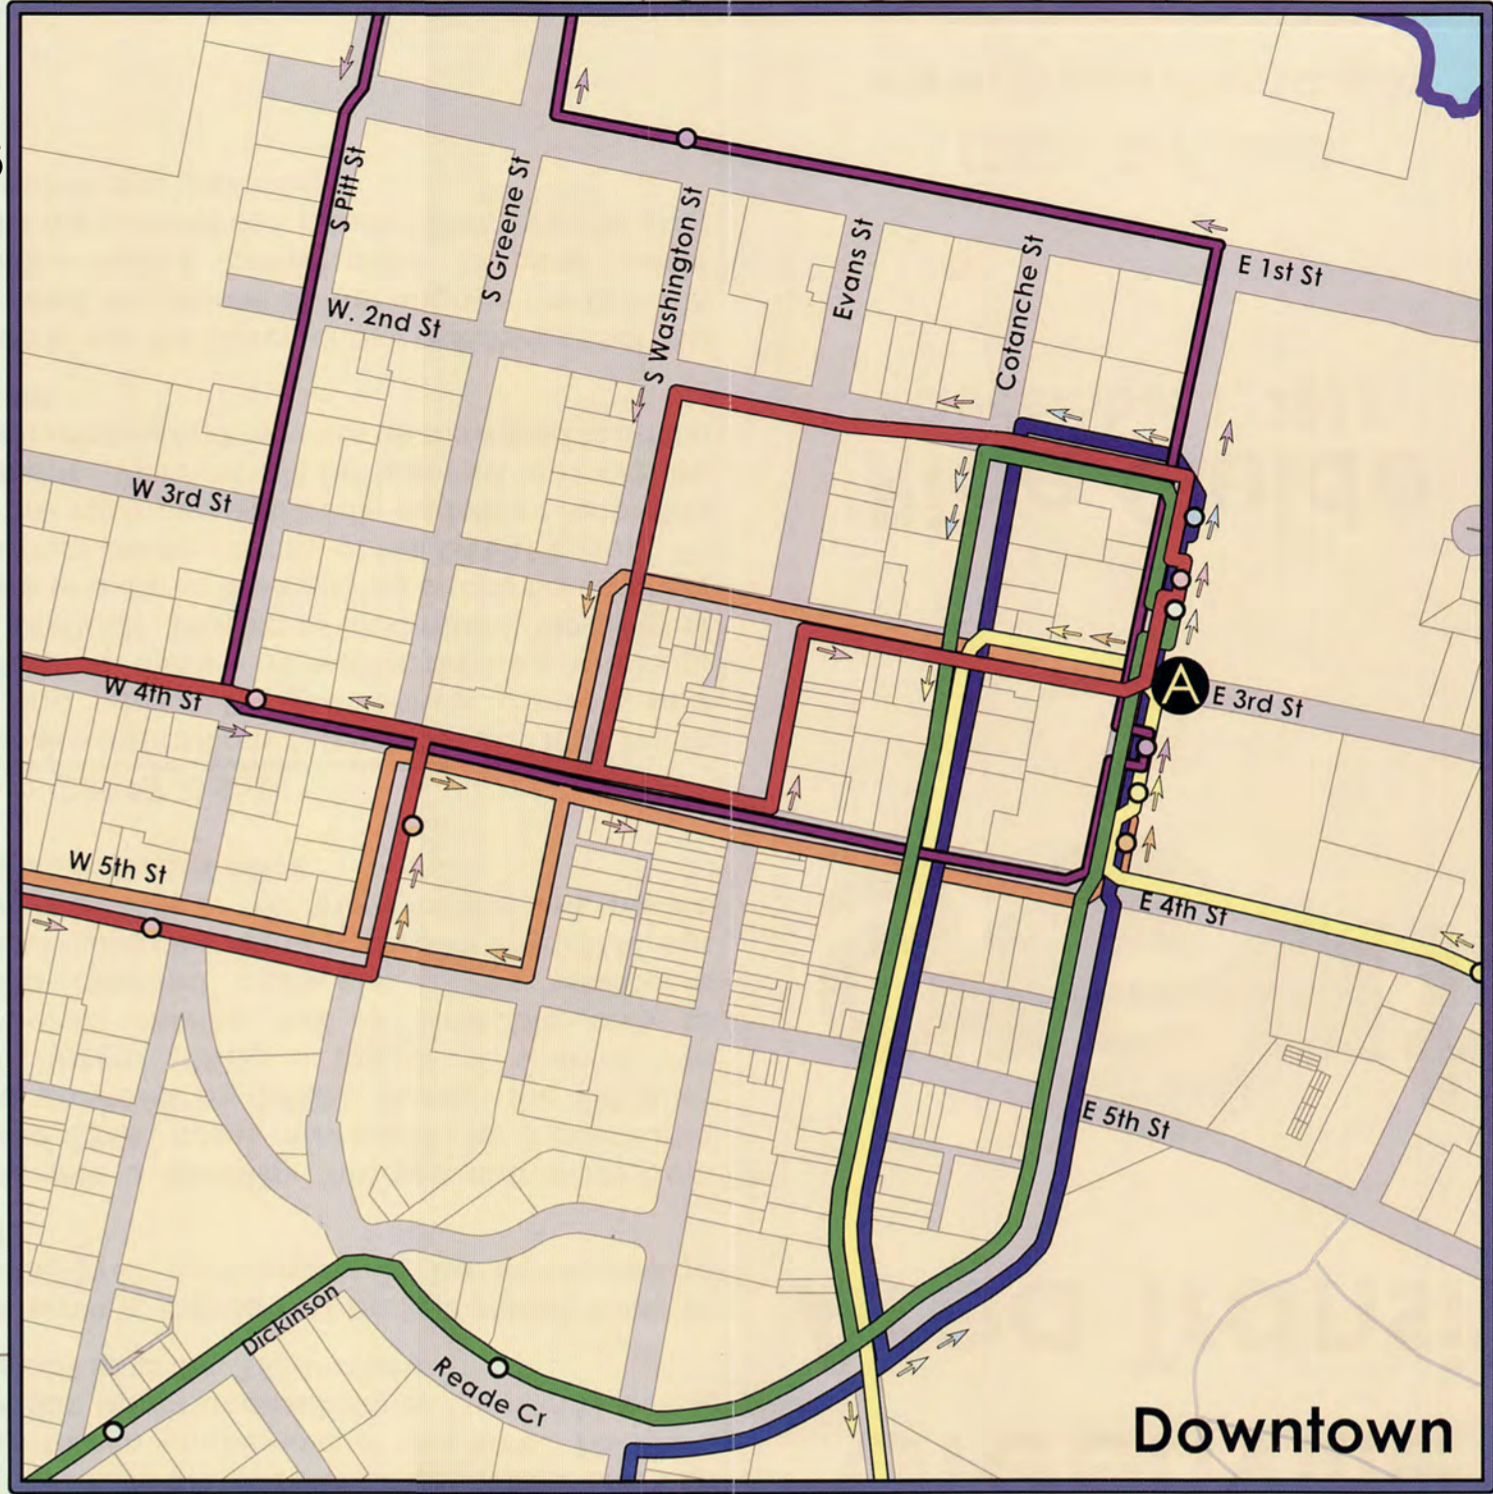 S Pitt St
S Greene St
S Washington St
Evans St
Cotanche St
E 1st St
W. 2nd St
W 3rd St
W 4th St
A
E 3rd St
W 5th St
E 4th St
E 5th St
Dickinson
Reade Cr
Downtown